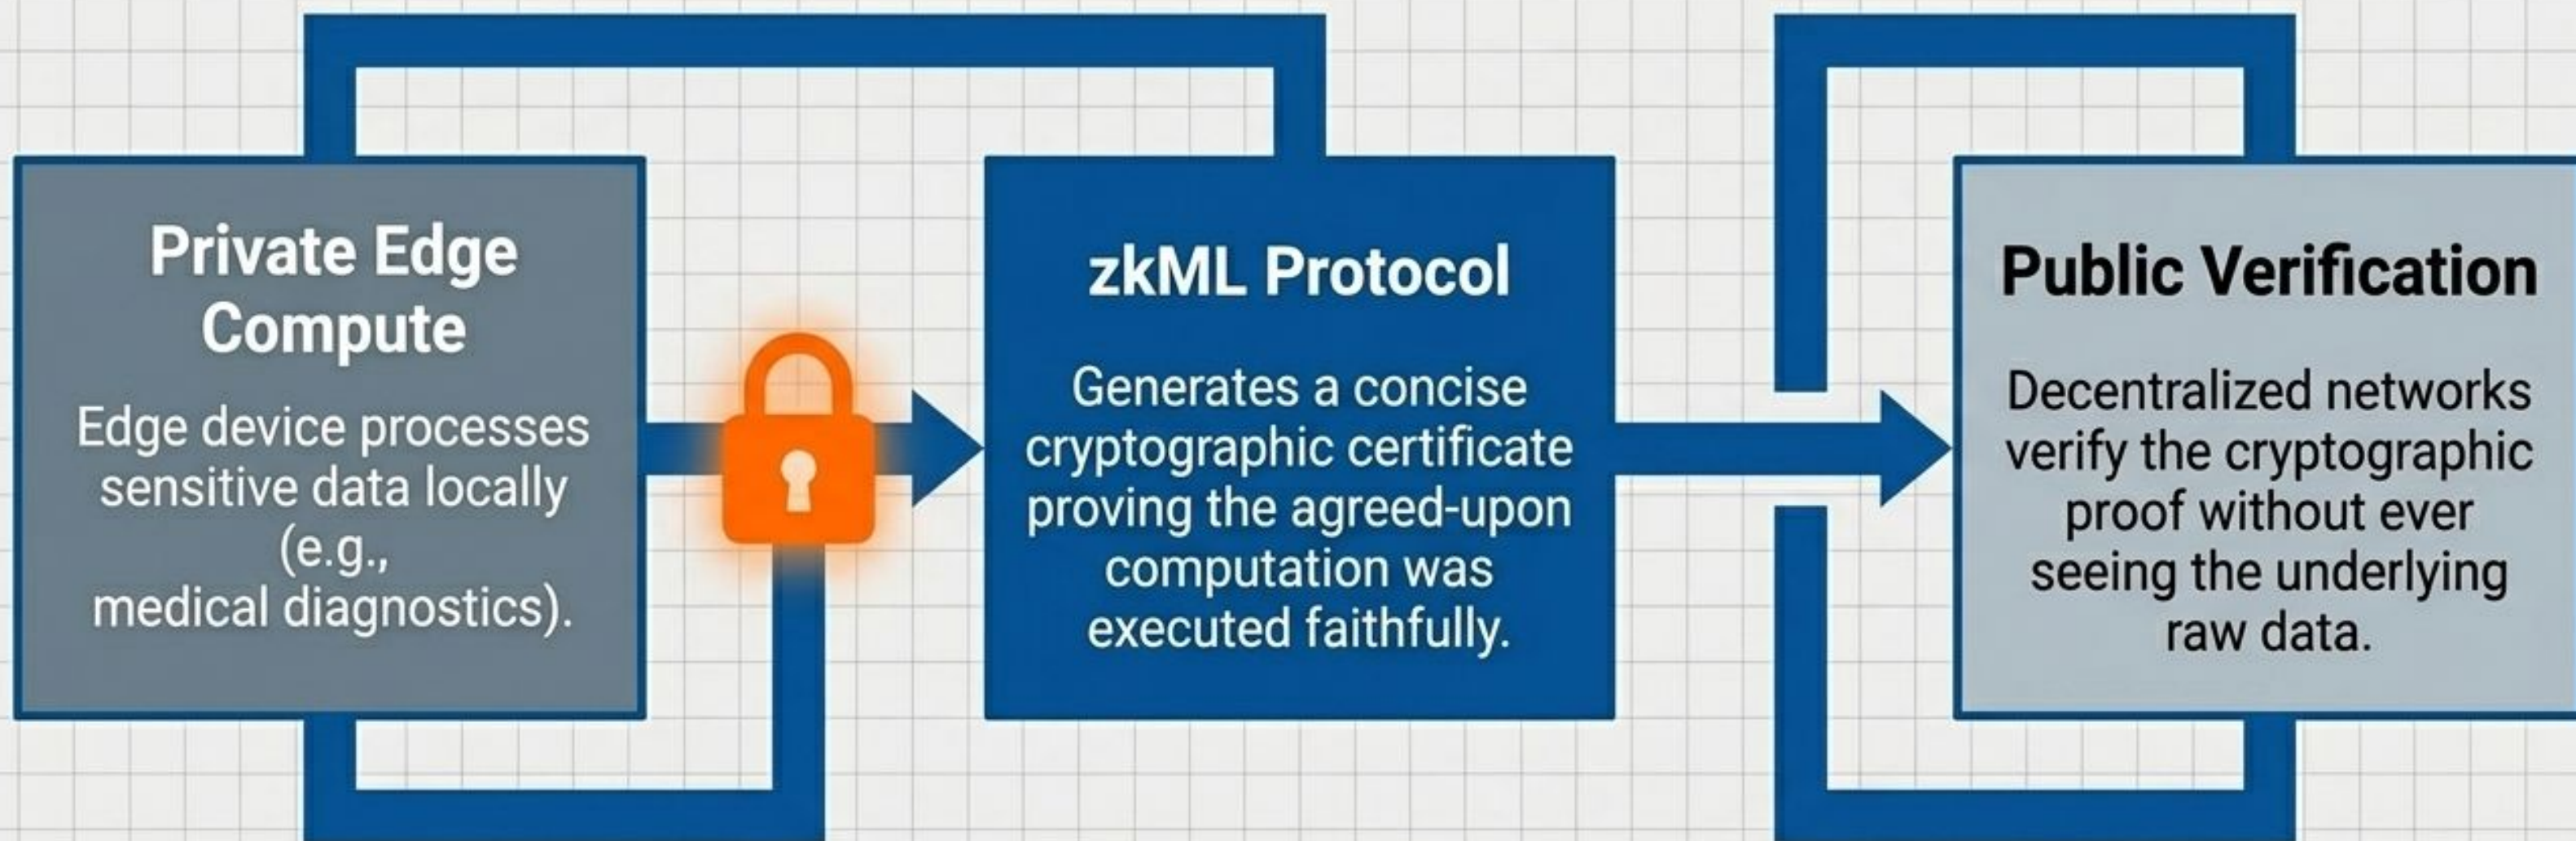 Private Edge
Compute
Edge device processes
sensitive data locally
(e.g.,
medical diagnostics).
zkML Protocol
Generates a concise
cryptographic certificate
proving the agreed-upon
computation was
executed faithfully.
Public Verification
Decentralized networks
verify the cryptographic
proof without ever
seeing the underlying
raw data.